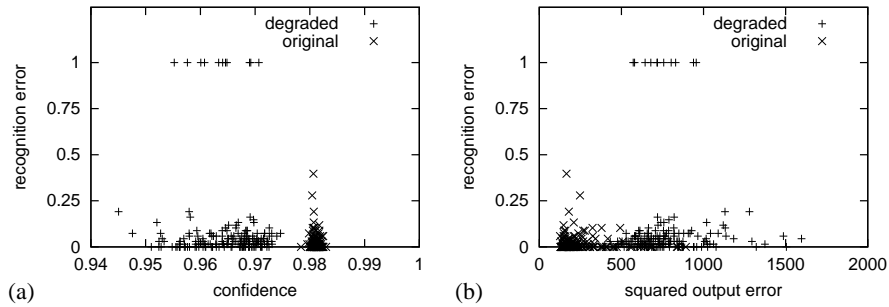 degraded
original
recognition error
1
0.75
0.5
0.25
0
0.94
0.95
0.96
0.97
0.98
0.99
1
confidence
(a)
degraded
original
recognition error
1
0.75
0.5
0.25
0
0
500
1000
1500
2000
squared output error
(b)